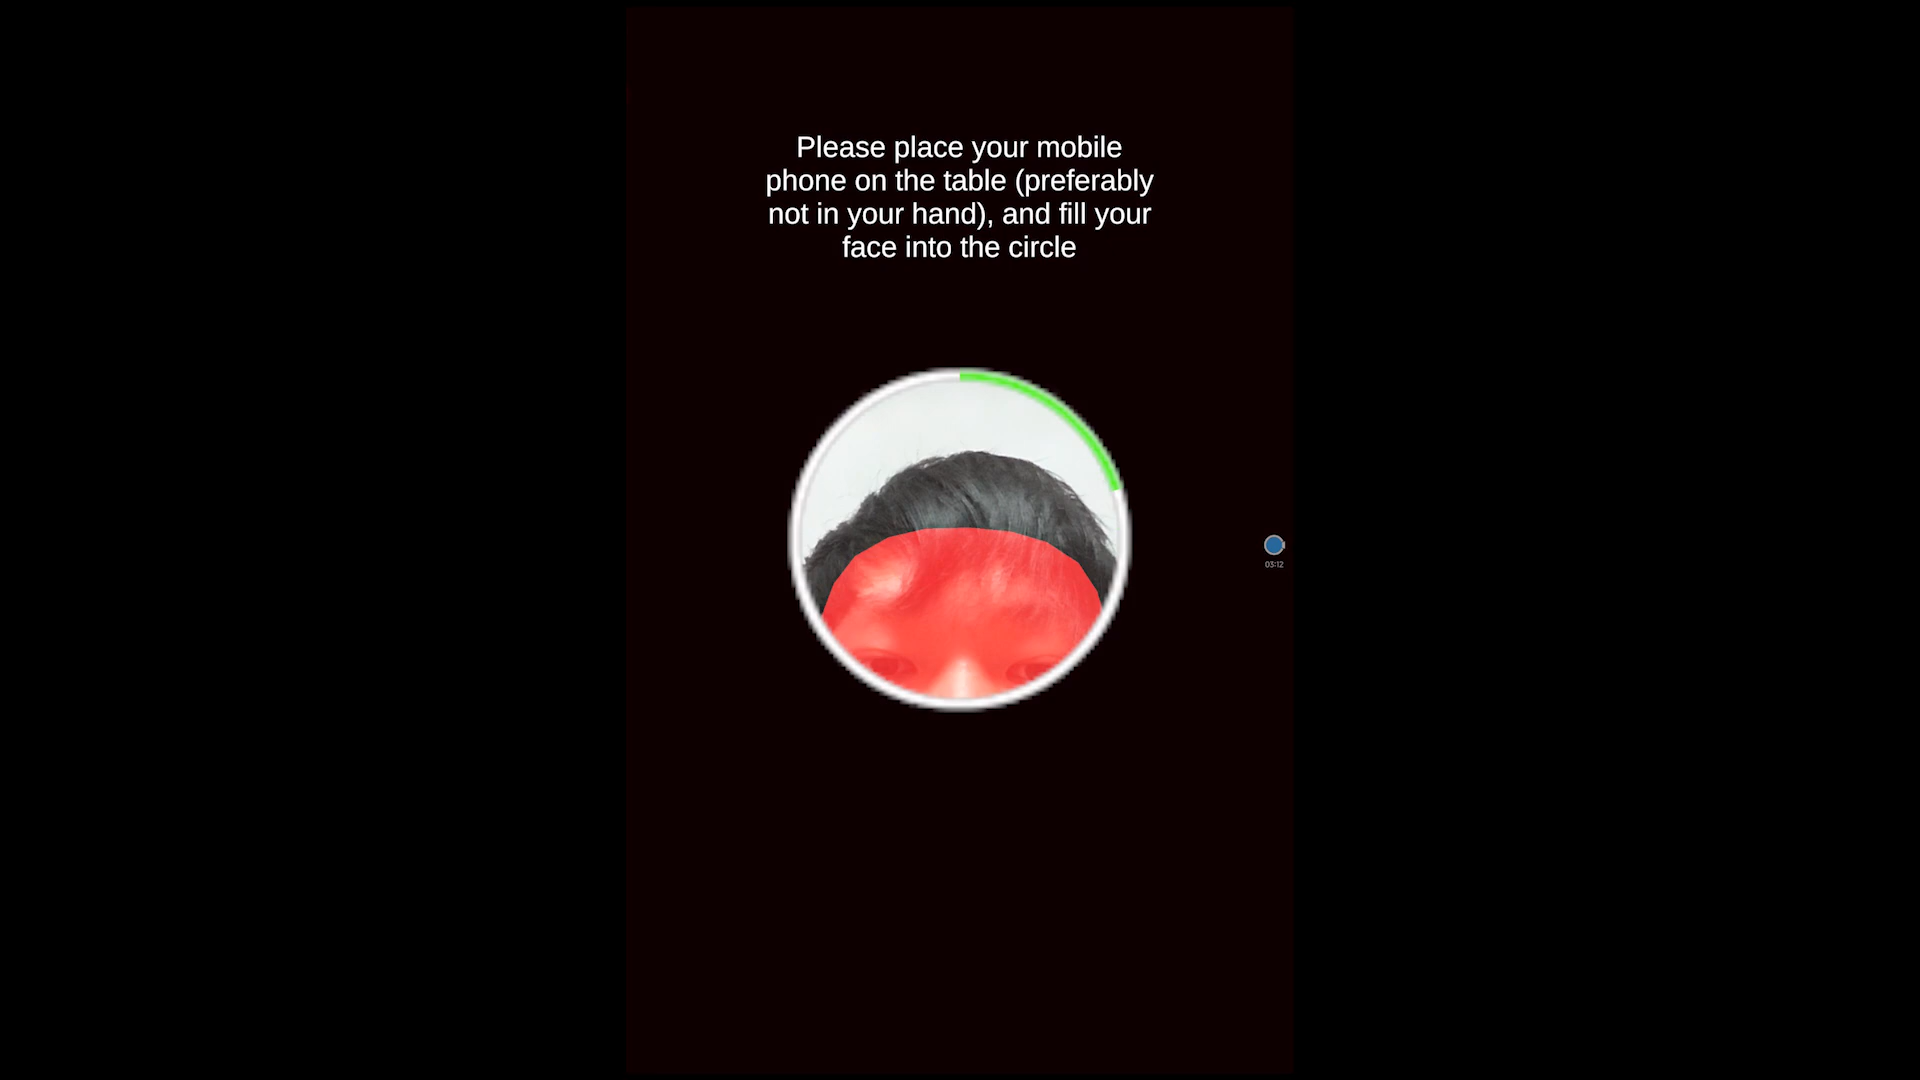 Please place your mobile
phone on the table (preferably
not in your hand), and fill your
face into the circle
03:12